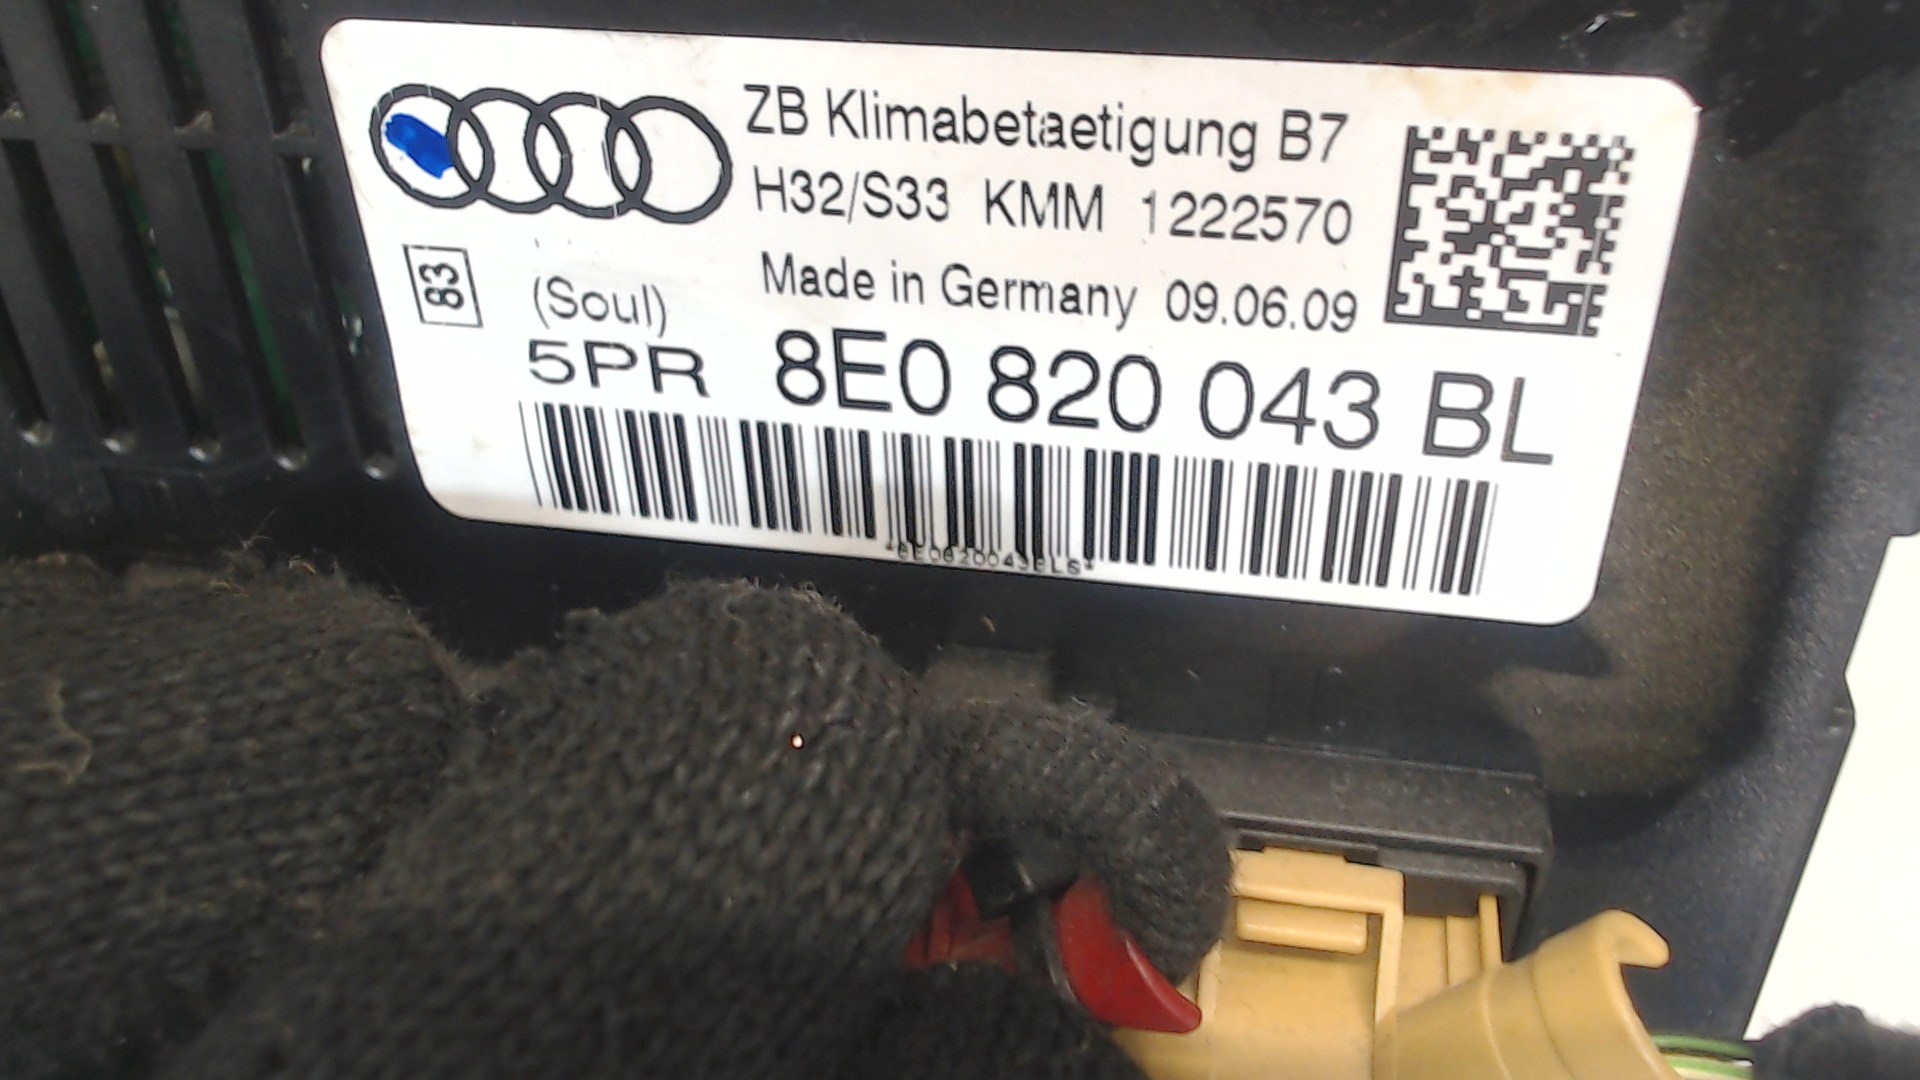 ZB Klimabetaetigung B7
H32/S33 KMM 1222570
Made in Germany 09.06.09
83
(Soul)
5PR 8E0 820 043 BL
*8E0820043BLS*